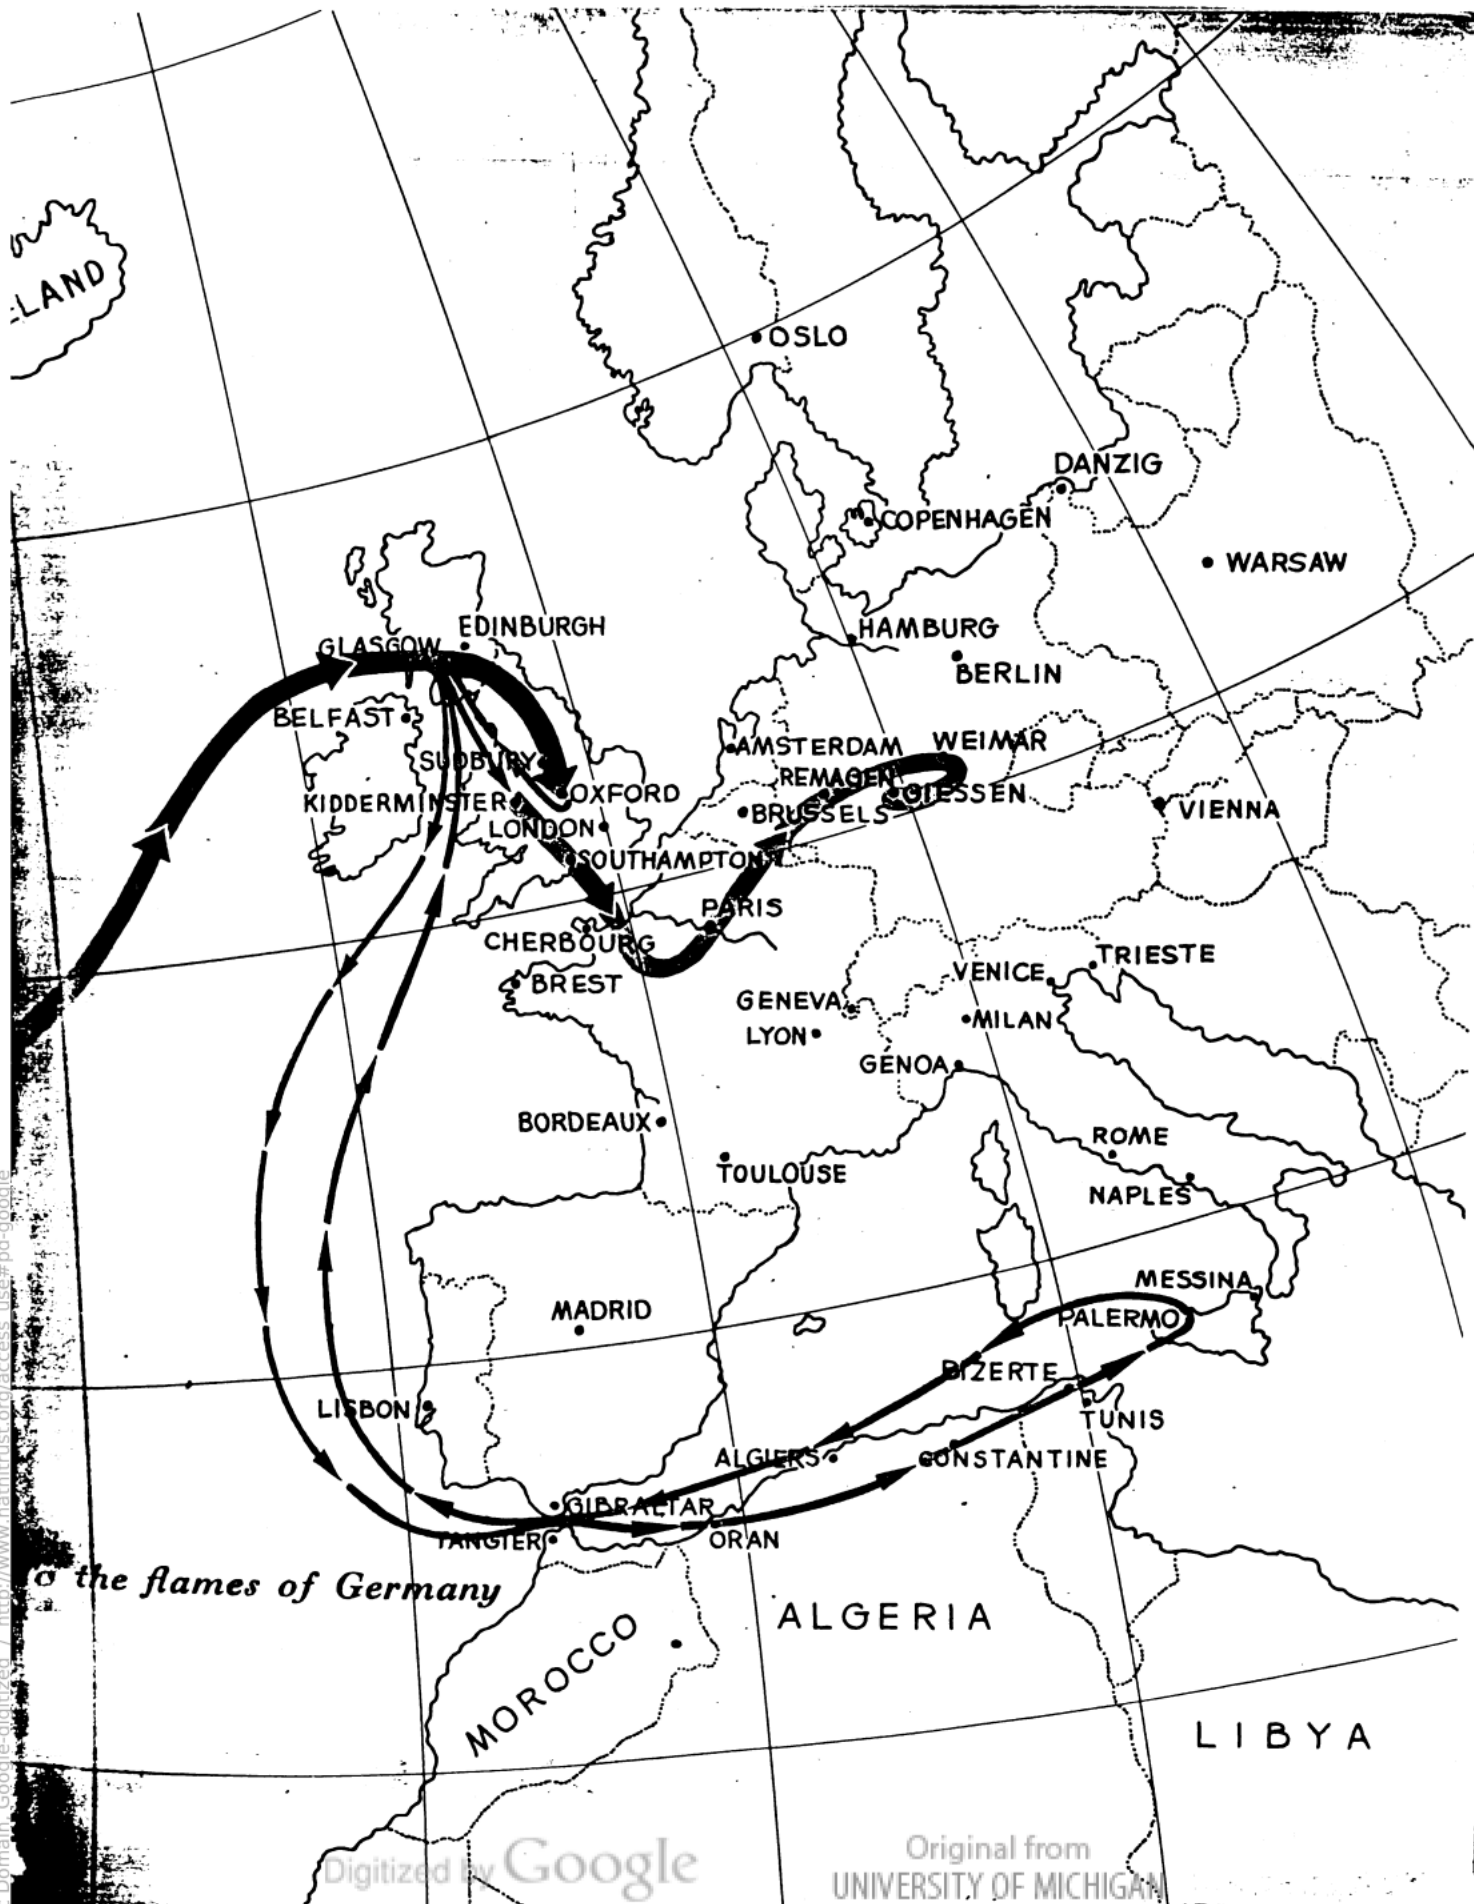 ELAND
OSLO
DANZIG
COPENHAGEN
WARSAW
EDINBURGH
HAMBURG
GLASGOW
BERLIN
BELFAST
AMSTERDAM
WEIMAR
SUDBURY
REMAGEN
OXFORD
GIESSEN
KIDDERMINSTER
BRUSSELS
VIENNA
LONDON
SOUTHAMPTON
PARIS
CHERBOURG
TRIESTE
VENICE
BREST
GENEVA
MILAN
LYON
GENOA
BORDEAUX
ROME
TOULOUSE
NAPLES
MESSINA
MADRID
PALERMO
BIZERTE
LISBON
TUNIS
ALGIERS
CONSTANTINE
GIBRALTAR
TANGIER
ORAN
o the flames of Germany
ALGERIA
MOROCCO
LIBYA
Digitized by Google
Original from
UNIVERSITY OF MICHIGAN